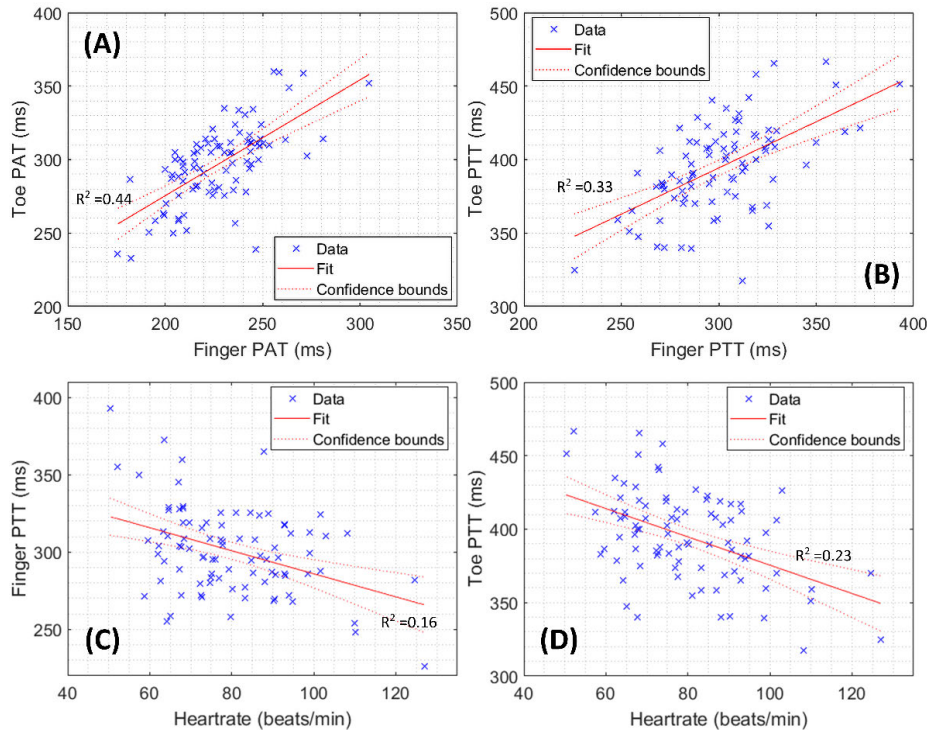 (A)
Data
Fit
Confidence bounds
R² =0.44
Toe PAT (ms)
400
350
300
250
200
150
200
250
300
350
Finger PAT (ms)
(B)
Data
Fit
Confidence bounds
R² =0.33
Toe PTT (ms)
500
450
400
350
300
200
250
300
350
400
Finger PTT (ms)
(C)
Data
Fit
Confidence bounds
R² =0.16
Finger PTT (ms)
400
350
300
250
40
60
80
100
120
Heartrate (beats/min)
(D)
Data
Fit
Confidence bounds
R² =0.23
Toe PTT (ms)
500
450
400
350
300
40
60
80
100
120
Heartrate (beats/min)